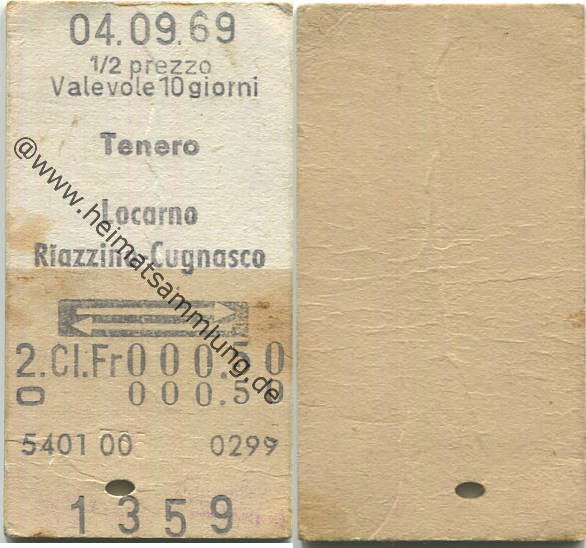 04.09.69
1/2 prezzo
Valevole 10 giorni
Tenero
Locarno
Riazzino-Cugnasco
2.Cl.Fr 000.50
0 000.50
5401 00 0299
1359
@www.heimatsammlung.de